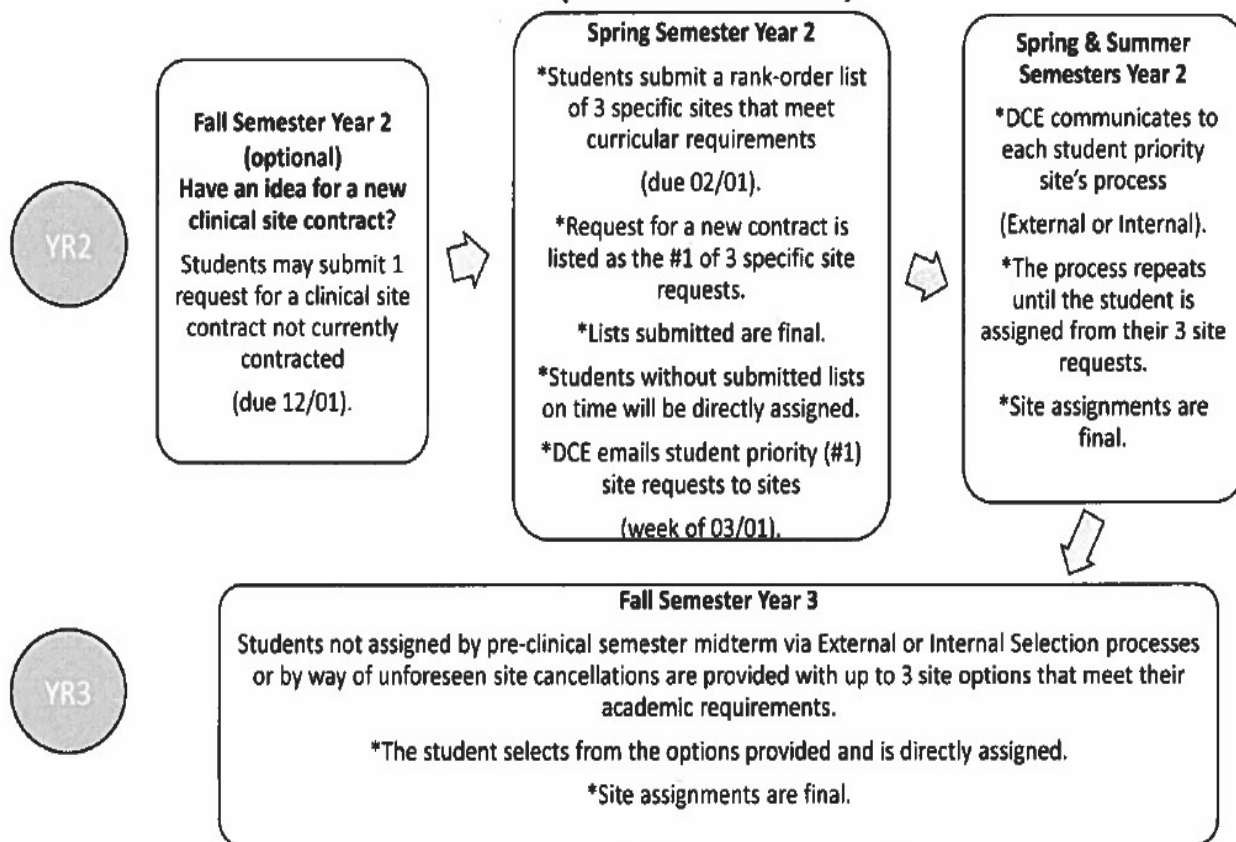 YR2
Fall Semester Year 2
(optional)
Have an idea for a new
clinical site contract?
Students may submit 1
request for a clinical site
contract not currently
contracted
(due 12/01).
Spring Semester Year 2
*Students submit a rank-order list
of 3 specific sites that meet
curricular requirements
(due 02/01).
*Request for a new contract is
listed as the #1 of 3 specific site
requests.
*Lists submitted are final.
*Students without submitted lists
on time will be directly assigned.
*DCE emails student priority (#1)
site requests to sites
(week of 03/01).
Spring & Summer
Semesters Year 2
*DCE communicates to
each student priority
site's process
(External or Internal).
*The process repeats
until the student is
assigned from their 3 site
requests.
*Site assignments are
final.
YR3
Fall Semester Year 3
Students not assigned by pre-clinical semester midterm via External or Internal Selection processes
or by way of unforeseen site cancellations are provided with up to 3 site options that meet their
academic requirements.
*The student selects from the options provided and is directly assigned.
*Site assignments are final.